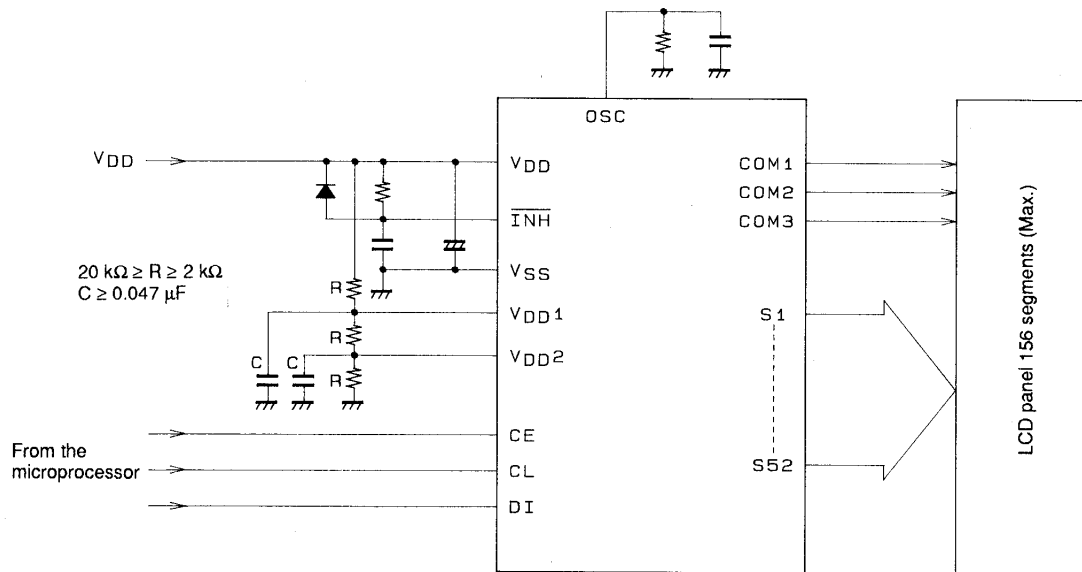 OSC
VDD
VDD
COM1
COM2
INH
COM3
20 kΩ ≥ R ≥ 2 kΩ
C ≥ 0.047 µF
VSS
R
VDD1
S1
R
VDD2
C
C
R
From the
microprocessor
CE
CL
DI
S52
LCD panel 156 segments (Max.)